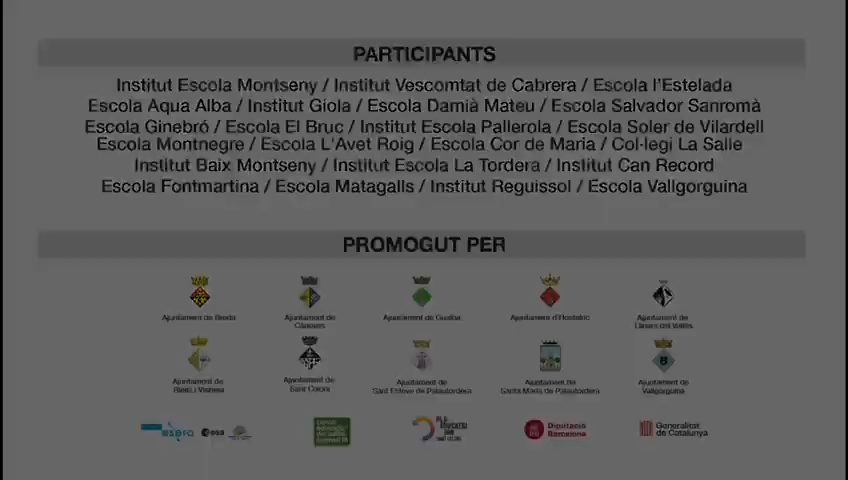 PARTICIPANTS
Institut Escola Montseny / Institut Vescomtat de Cabrera / Escola l'Estelada
Escola Aqua Alba / Institut Giola / Escola Damià Mateu / Escola Salvador Sanromà
Escola Ginebró / Escola El Bruc / Institut Escola Pallerola / Escola Soler de Vilardell
Escola Montnegre / Escola L'Avet Roig / Escola Cor de Maria / Col·legi La Salle
Institut Baix Montseny / Institut Escola La Tordera / Institut Can Record
Escola Fontmartina / Escola Matagalls / Institut Reguissol / Escola Vallgorguina
PROMOGUT PER
Ajuntament de Breda
Ajuntament de
Ajuntament de Gualba
Ajuntament d'Hostalric
Ajuntament de
Llinars del Vallès
Ajuntament de
Riells i Viabrea
Ajuntament de
Sant Celoni
Ajuntament de
Sant Esteve de Palautordera
Ajuntament de
Santa Maria de Palautordera
Ajuntament de
Vallgorguina
esa
Diputació
Barcelona
Generalitat
de Catalunya